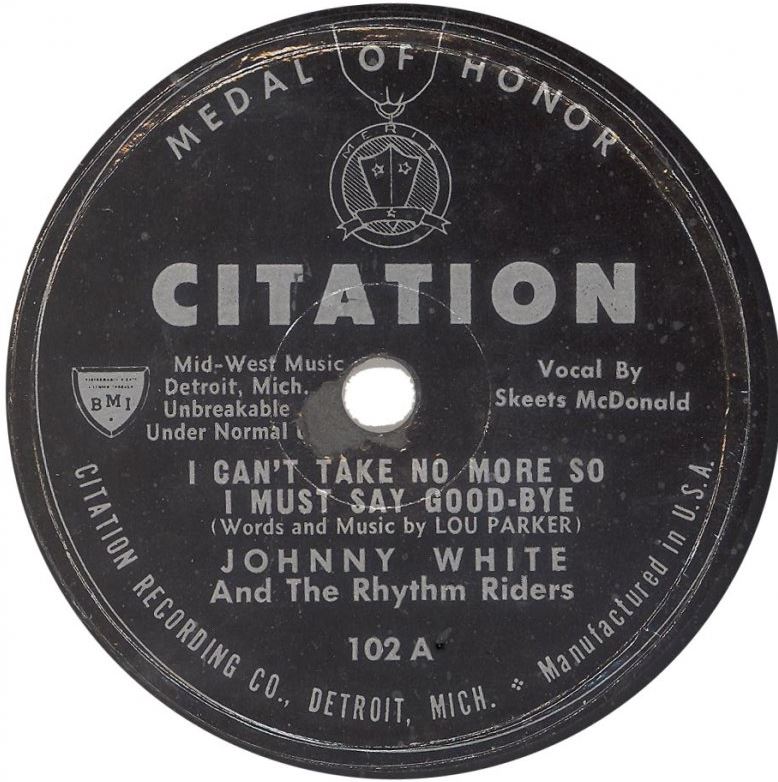 MEDAL OF HONOR
MERIT
CITATION
Mid-West Music
Detroit, Mich.
Unbreakable
Under Normal
BMI
Vocal By
Skeets McDonald
I CAN'T TAKE NO MORE SO
I MUST SAY GOOD-BYE
(Words and Music by LOU PARKER)
JOHNNY WHITE
And The Rhythm Riders
102 A
CITATION RECORDING CO., DETROIT, MICH. Manufactured in U.S.A.